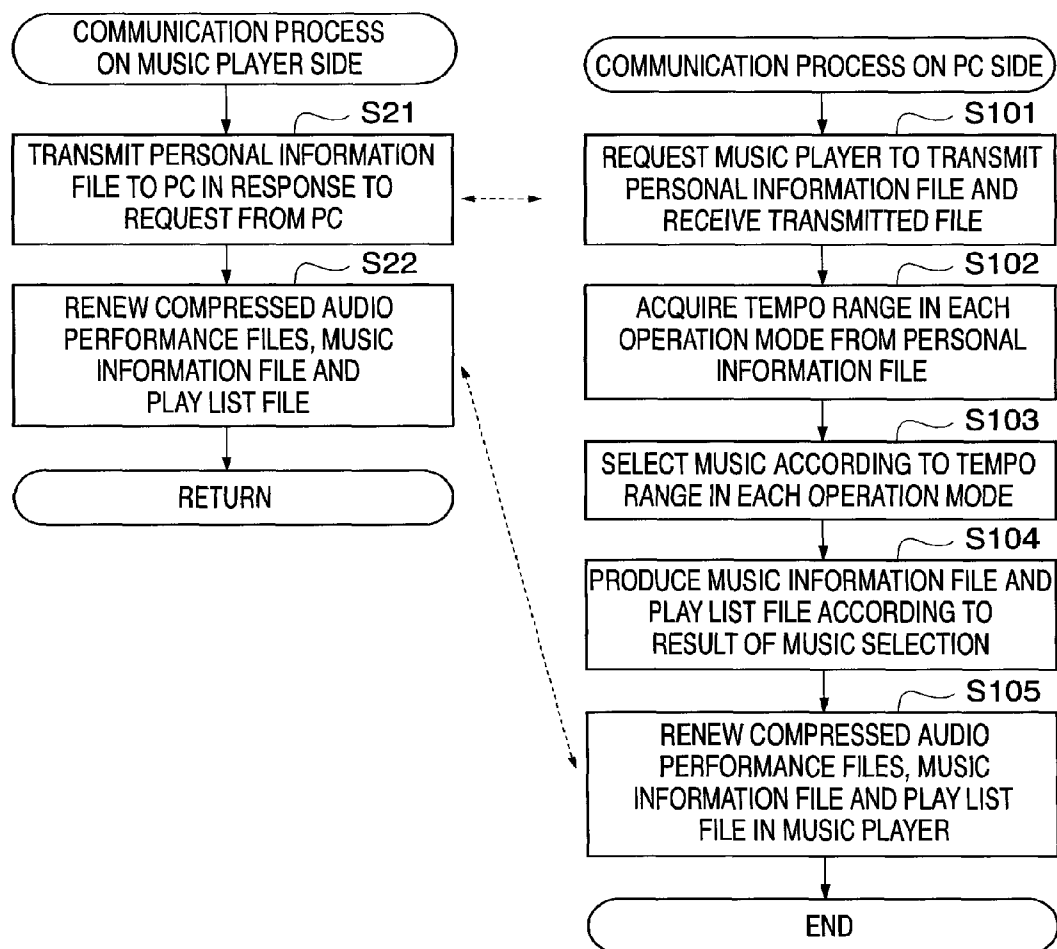 COMMUNICATION PROCESS
ON MUSIC PLAYER SIDE
S21
TRANSMIT PERSONAL INFORMATION
FILE TO PC IN RESPONSE TO
REQUEST FROM PC
S22
RENEW COMPRESSED AUDIO
PERFORMANCE FILES, MUSIC
INFORMATION FILE AND
PLAY LIST FILE
RETURN
COMMUNICATION PROCESS ON PC SIDE
S101
REQUEST MUSIC PLAYER TO TRANSMIT
PERSONAL INFORMATION FILE AND
RECEIVE TRANSMITTED FILE
S102
ACQUIRE TEMPO RANGE IN EACH
OPERATION MODE FROM PERSONAL
INFORMATION FILE
S103
SELECT MUSIC ACCORDING TO TEMPO
RANGE IN EACH OPERATION MODE
S104
PRODUCE MUSIC INFORMATION FILE AND
PLAY LIST FILE ACCORDING TO
RESULT OF MUSIC SELECTION
S105
RENEW COMPRESSED AUDIO
PERFORMANCE FILES, MUSIC
INFORMATION FILE AND PLAY LIST
FILE IN MUSIC PLAYER
END